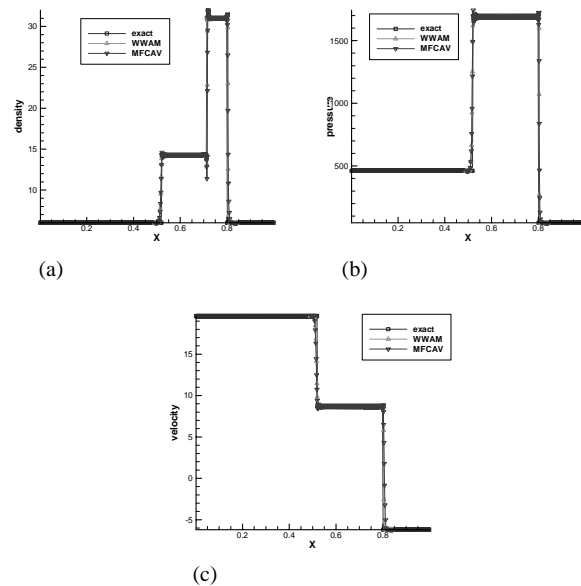 density
30
25
20
15
10
exact
WWAM
MFCAV
0.2
0.4
0.6
0.8
X
(a)
pressure
1500
1000
500
exact
WWAM
MFCAV
0.2
0.4
0.6
0.8
X
(b)
velocity
15
10
5
0
-5
exact
WWAM
MFCAV
0.2
0.4
0.6
0.8
X
(c)